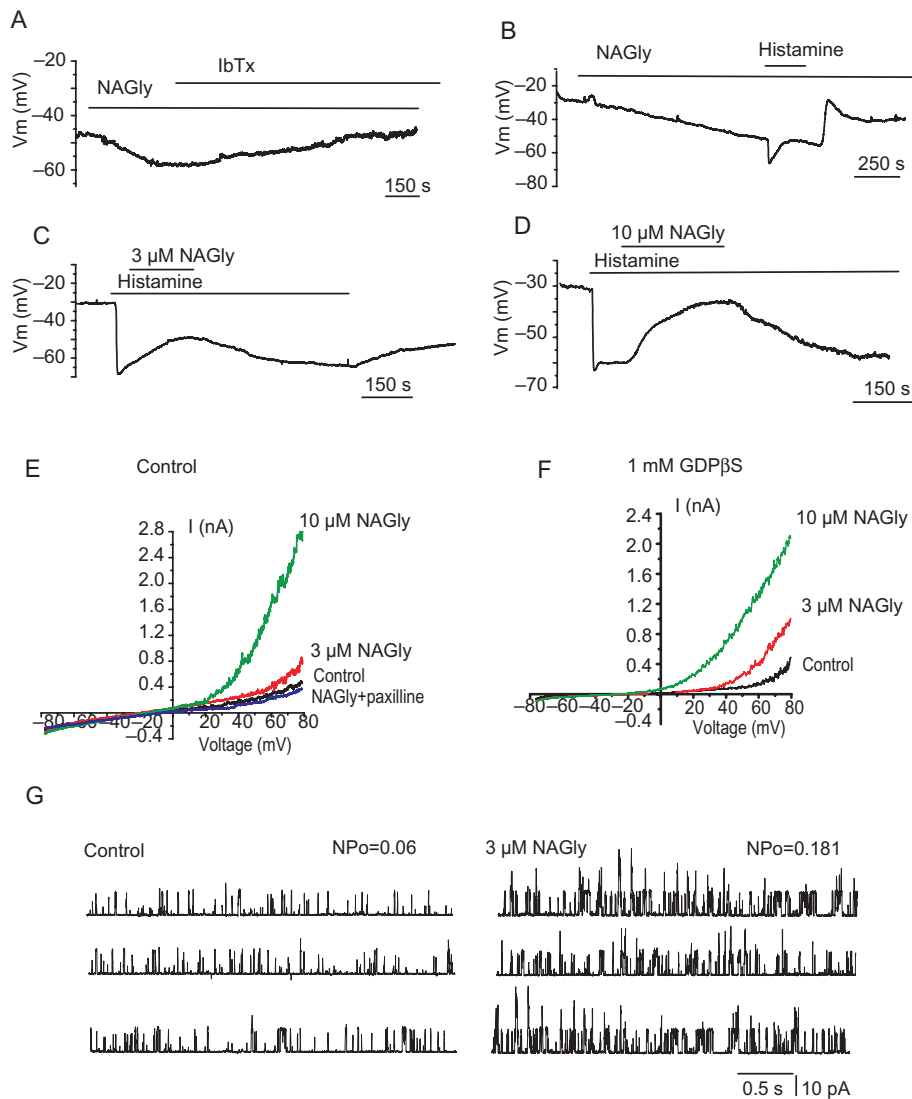 A
−20
−40
−60
Vm (mV)
IbTx
NAGly
150 s
B
−20
−40
−60
−80
Vm (mV)
NAGly
Histamine
250 s
C
−20
−40
−60
Vm (mV)
3 μM NAGly
Histamine
150 s
D
−30
−50
−70
Vm (mV)
10 μM NAGly
Histamine
150 s
E
Control
I (nA)
2.8
2.4
2.0
1.6
1.2
0.8
0.4
−0.4
−80
−60
−40
−20
20
40
60
80
Voltage (mV)
10 μM NAGly
3 μM NAGly
Control
NAGly+paxilline
F
1 mM GDPβS
I (nA)
2.4
2.0
1.6
1.2
0.8
0.4
−0.4
−80
−60
−40
−20
20
40
60
80
Voltage (mV)
10 μM NAGly
3 μM NAGly
Control
G
Control
NPo=0.06
3 μM NAGly
NPo=0.181
0.5 s
10 pA